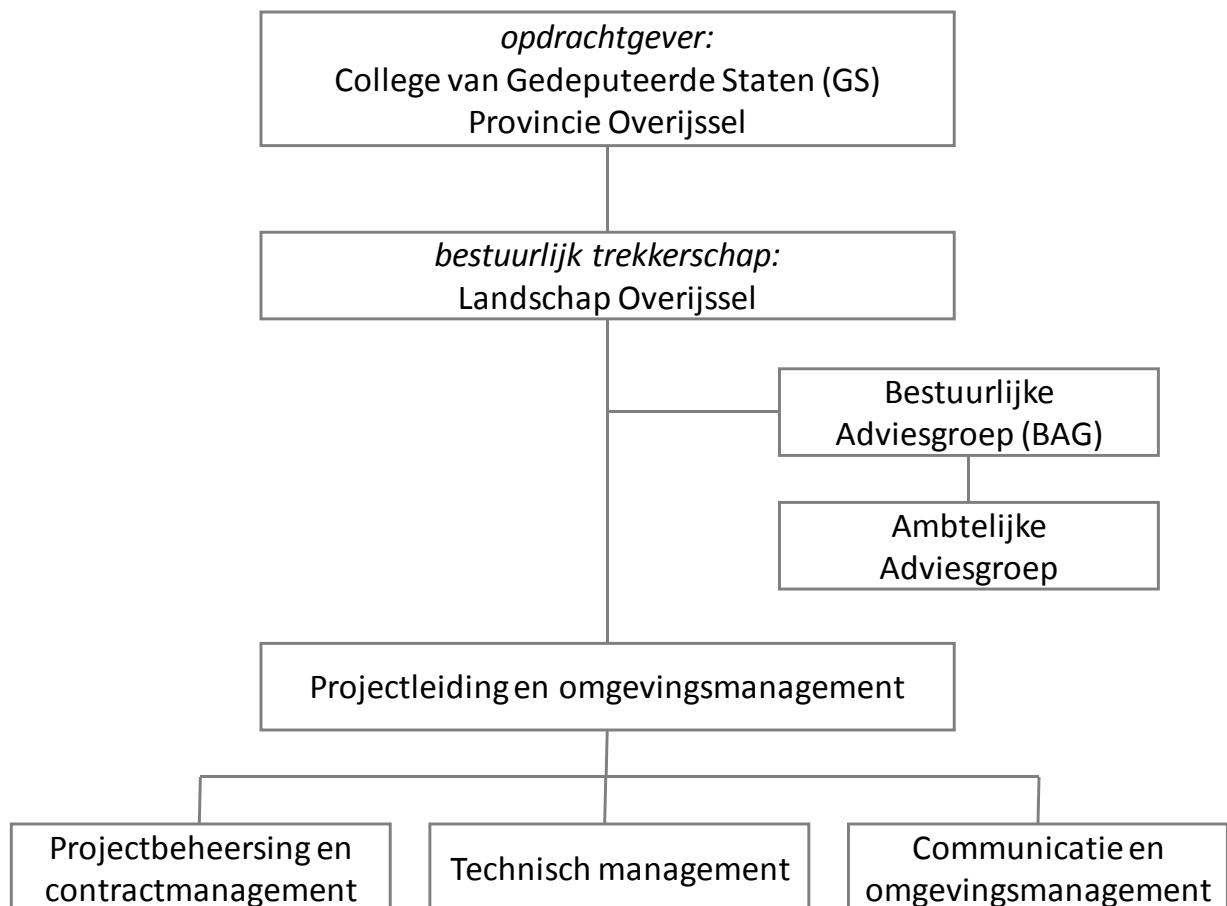 opdrachtgever:
College van Gedeputeerde Staten (GS)
Provincie Overijssel
bestuurlijk trekkerschap:
Landschap Overijssel
Bestuurlijke
Adviesgroep (BAG)
Ambtelijke
Adviesgroep
Projectleiding en omgevingsmanagement
Projectbeheersing en
contractmanagement
Technisch management
Communicatie en
omgevingsmanagement